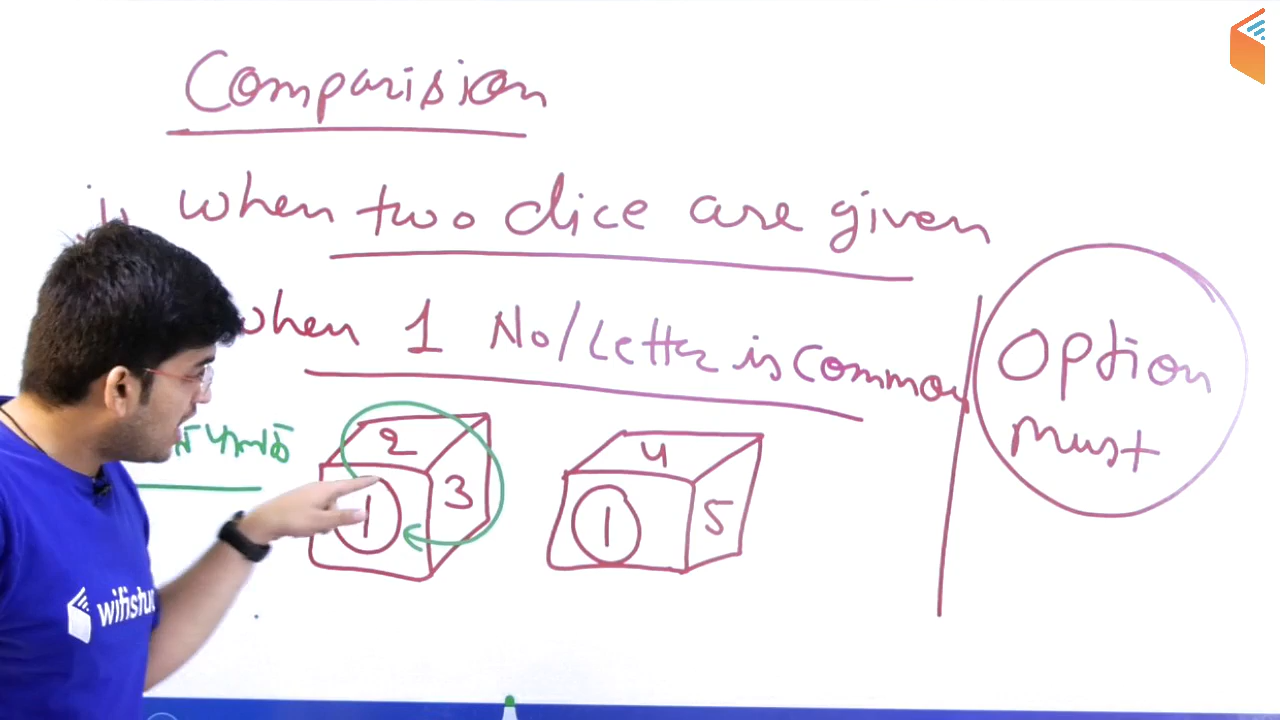 Comparision
when two dice are given
when 1 No/Letter is common
Option
Must
2
1
3
4
1
5
wifistud